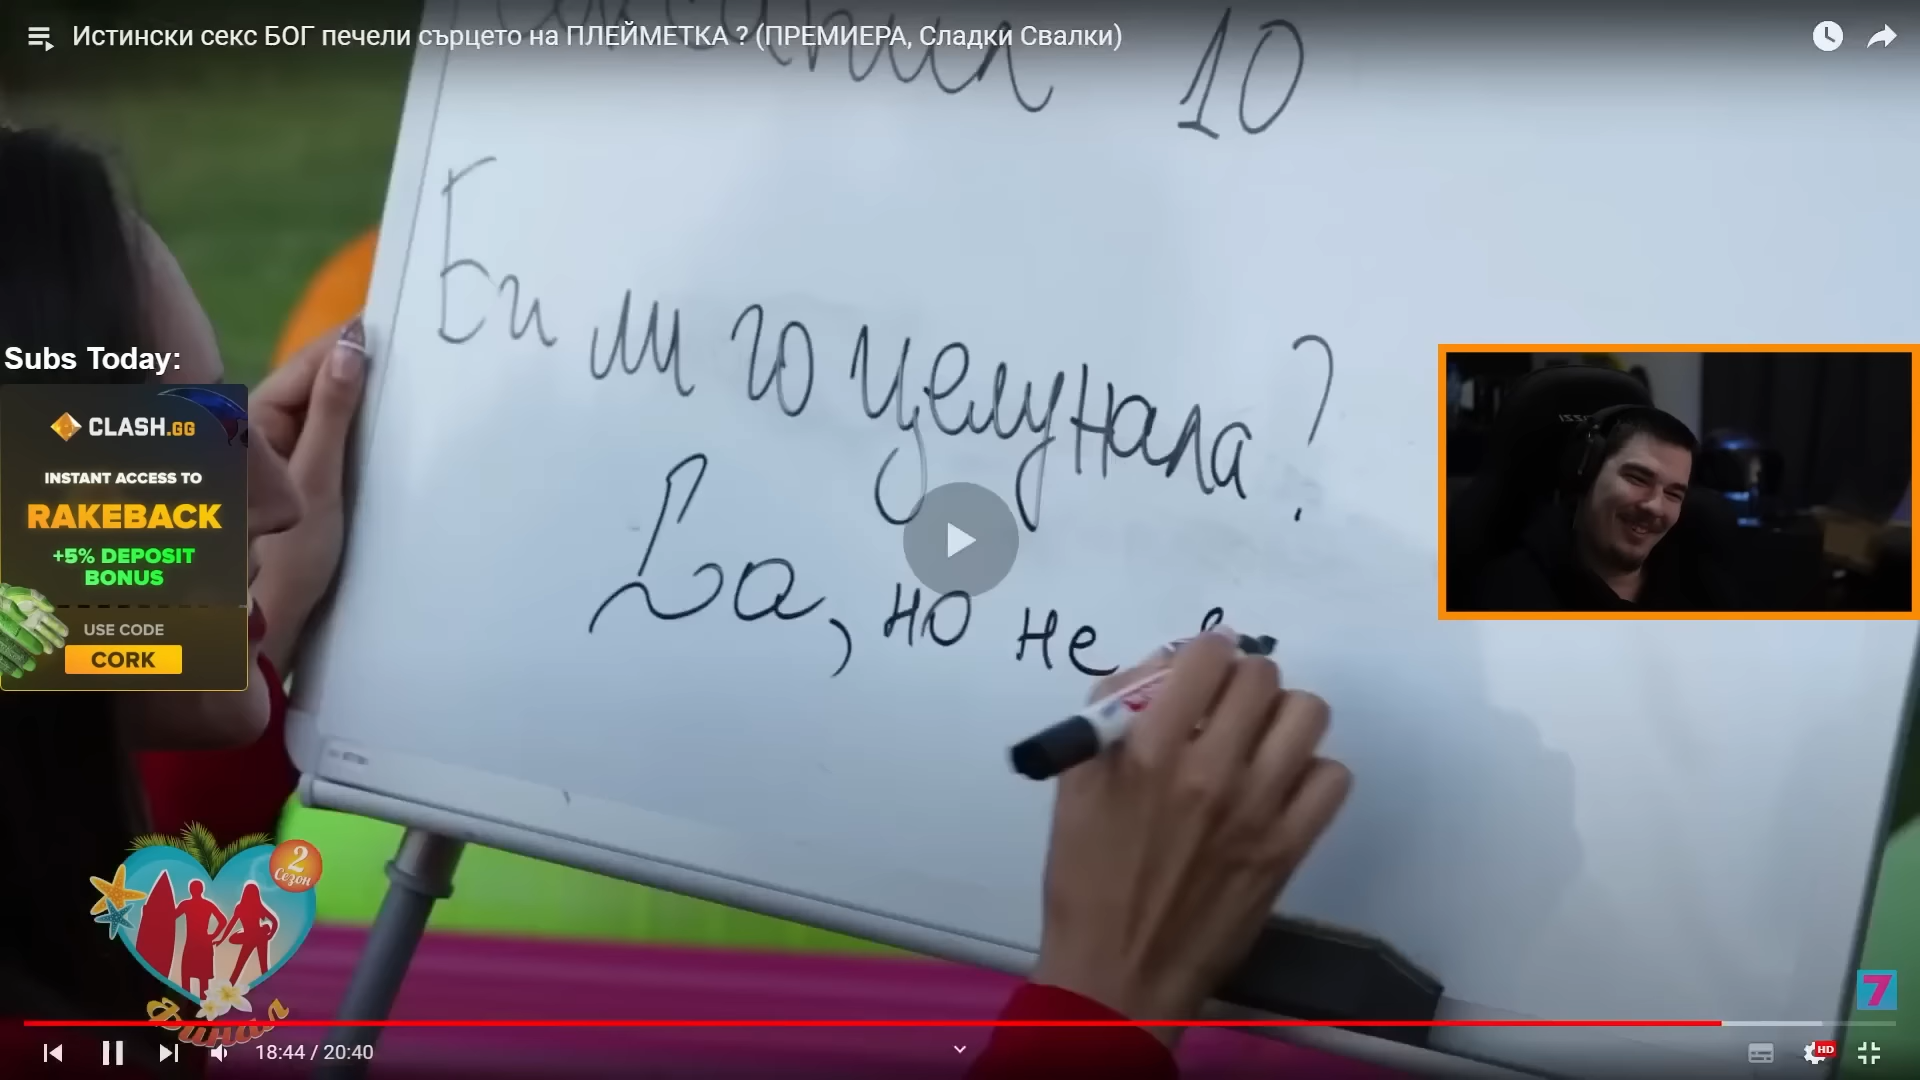 Истински секс БОГ печели сърцето на ПЛЕЙМЕТКА ? (ПРЕМИЕРА, Сладки Свалки)
10
Би ли го целунала?
Да, но не
Subs Today:
CLASH.GG
INSTANT ACCESS TO
RAKEBACK
+5% DEPOSIT
BONUS
USE CODE
CORK
2
Сезон
Финал
7
18:44 / 20:40
HD